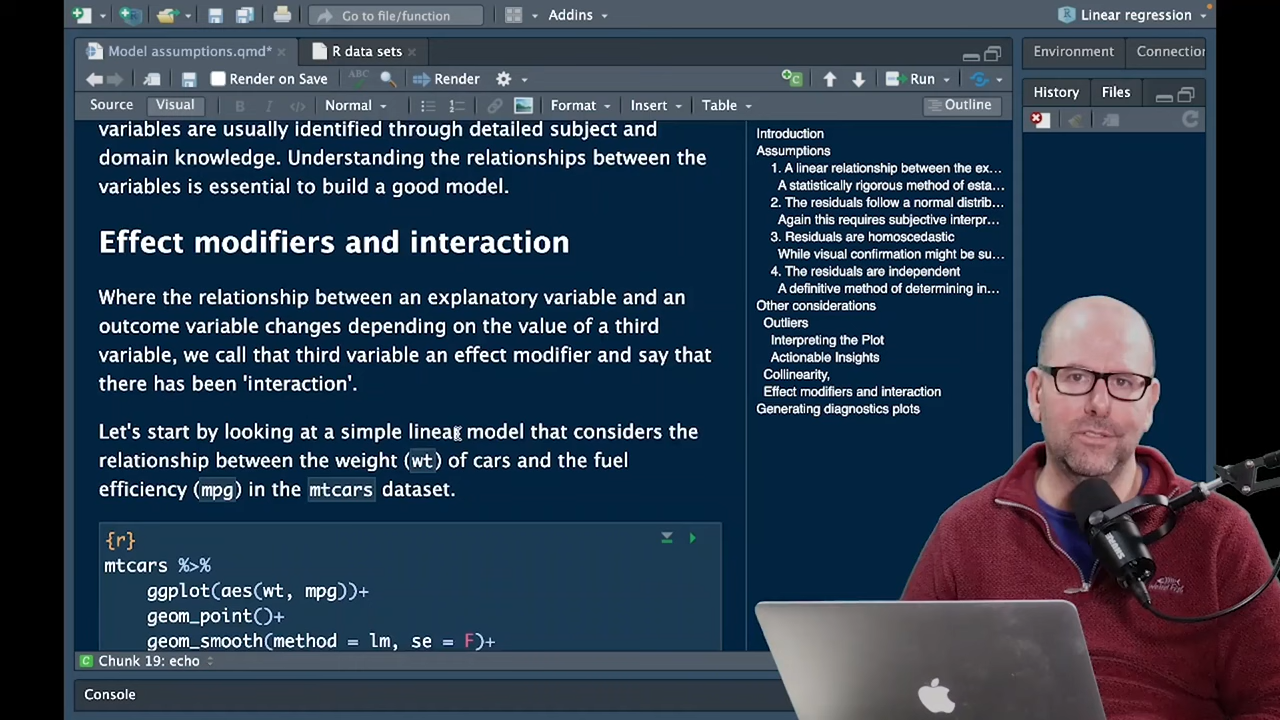 Go to file/function
Addins
Linear regression
Model assumptions.qmd*
R data sets
Environment
Connection
Render on Save
ABC
Render
Run
History
Files
Source
Visual
B
I
</>
Normal
Format
Insert
Table
Outline
variables are usually identified through detailed subject and
domain knowledge. Understanding the relationships between the
variables is essential to build a good model.
Effect modifiers and interaction
Where the relationship between an explanatory variable and an
outcome variable changes depending on the value of a third
variable, we call that third variable an effect modifier and say that
there has been 'interaction'.
Let's start by looking at a simple linear model that considers the
relationship between the weight (wt) of cars and the fuel
efficiency (mpg) in the mtcars dataset.
{r}
mtcars %>%
ggplot(aes(wt, mpg))+
geom_point()+
geom_smooth(method = lm, se = F)+
Introduction
Assumptions
1. A linear relationship between the ex...
A statistically rigorous method of esta...
2. The residuals follow a normal distrib...
Again this requires subjective interpr...
3. Residuals are homoscedastic
While visual confirmation might be su...
4. The residuals are independent
A definitive method of determining in...
Other considerations
Outliers
Interpreting the Plot
Actionable Insights
Collinearity,
Effect modifiers and interaction
Generating diagnostics plots
C Chunk 19: echo
Console